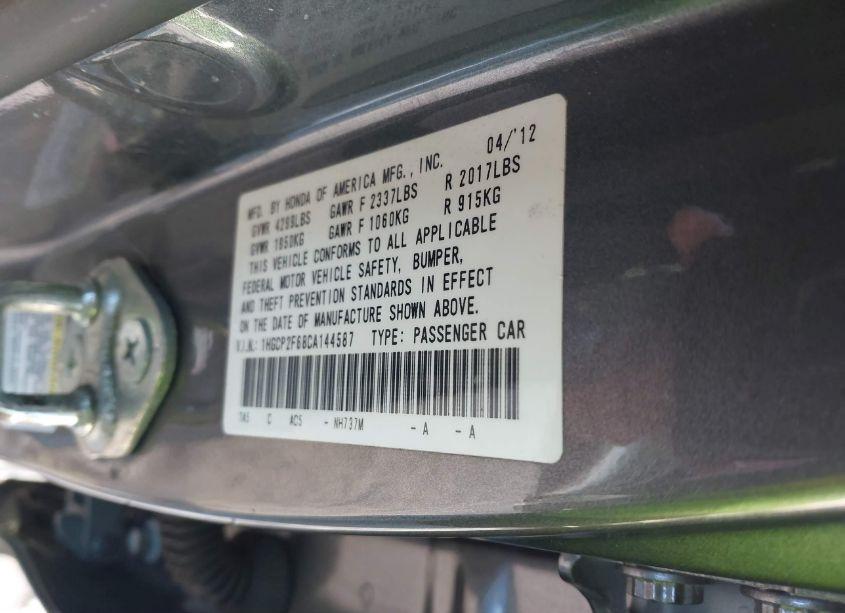 MFD. BY HONDA OF AMERICA MFG., INC. 04/'12
GVWR 4299LBS GAWR F 2337LBS R 2017LBS
GVWR 1950KG GAWR F 1060KG R 915KG
THIS VEHICLE CONFORMS TO ALL APPLICABLE
FEDERAL MOTOR VEHICLE SAFETY, BUMPER,
AND THEFT PREVENTION STANDARDS IN EFFECT
ON THE DATE OF MANUFACTURE SHOWN ABOVE.
V.I.N.: 1HGCP2F68CA144587 TYPE: PASSENGER CAR
C AC5 - NH737M - A - A